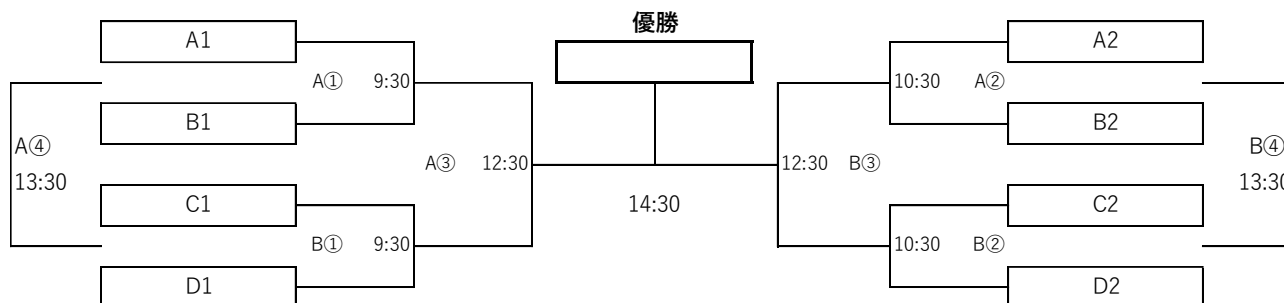 優勝
A1
A2
A① 9:30
10:30 A②
B1
B2
A④
13:30
A③ 12:30
12:30 B③
B④
13:30
C1
14:30
C2
B① 9:30
10:30 B②
D1
D2